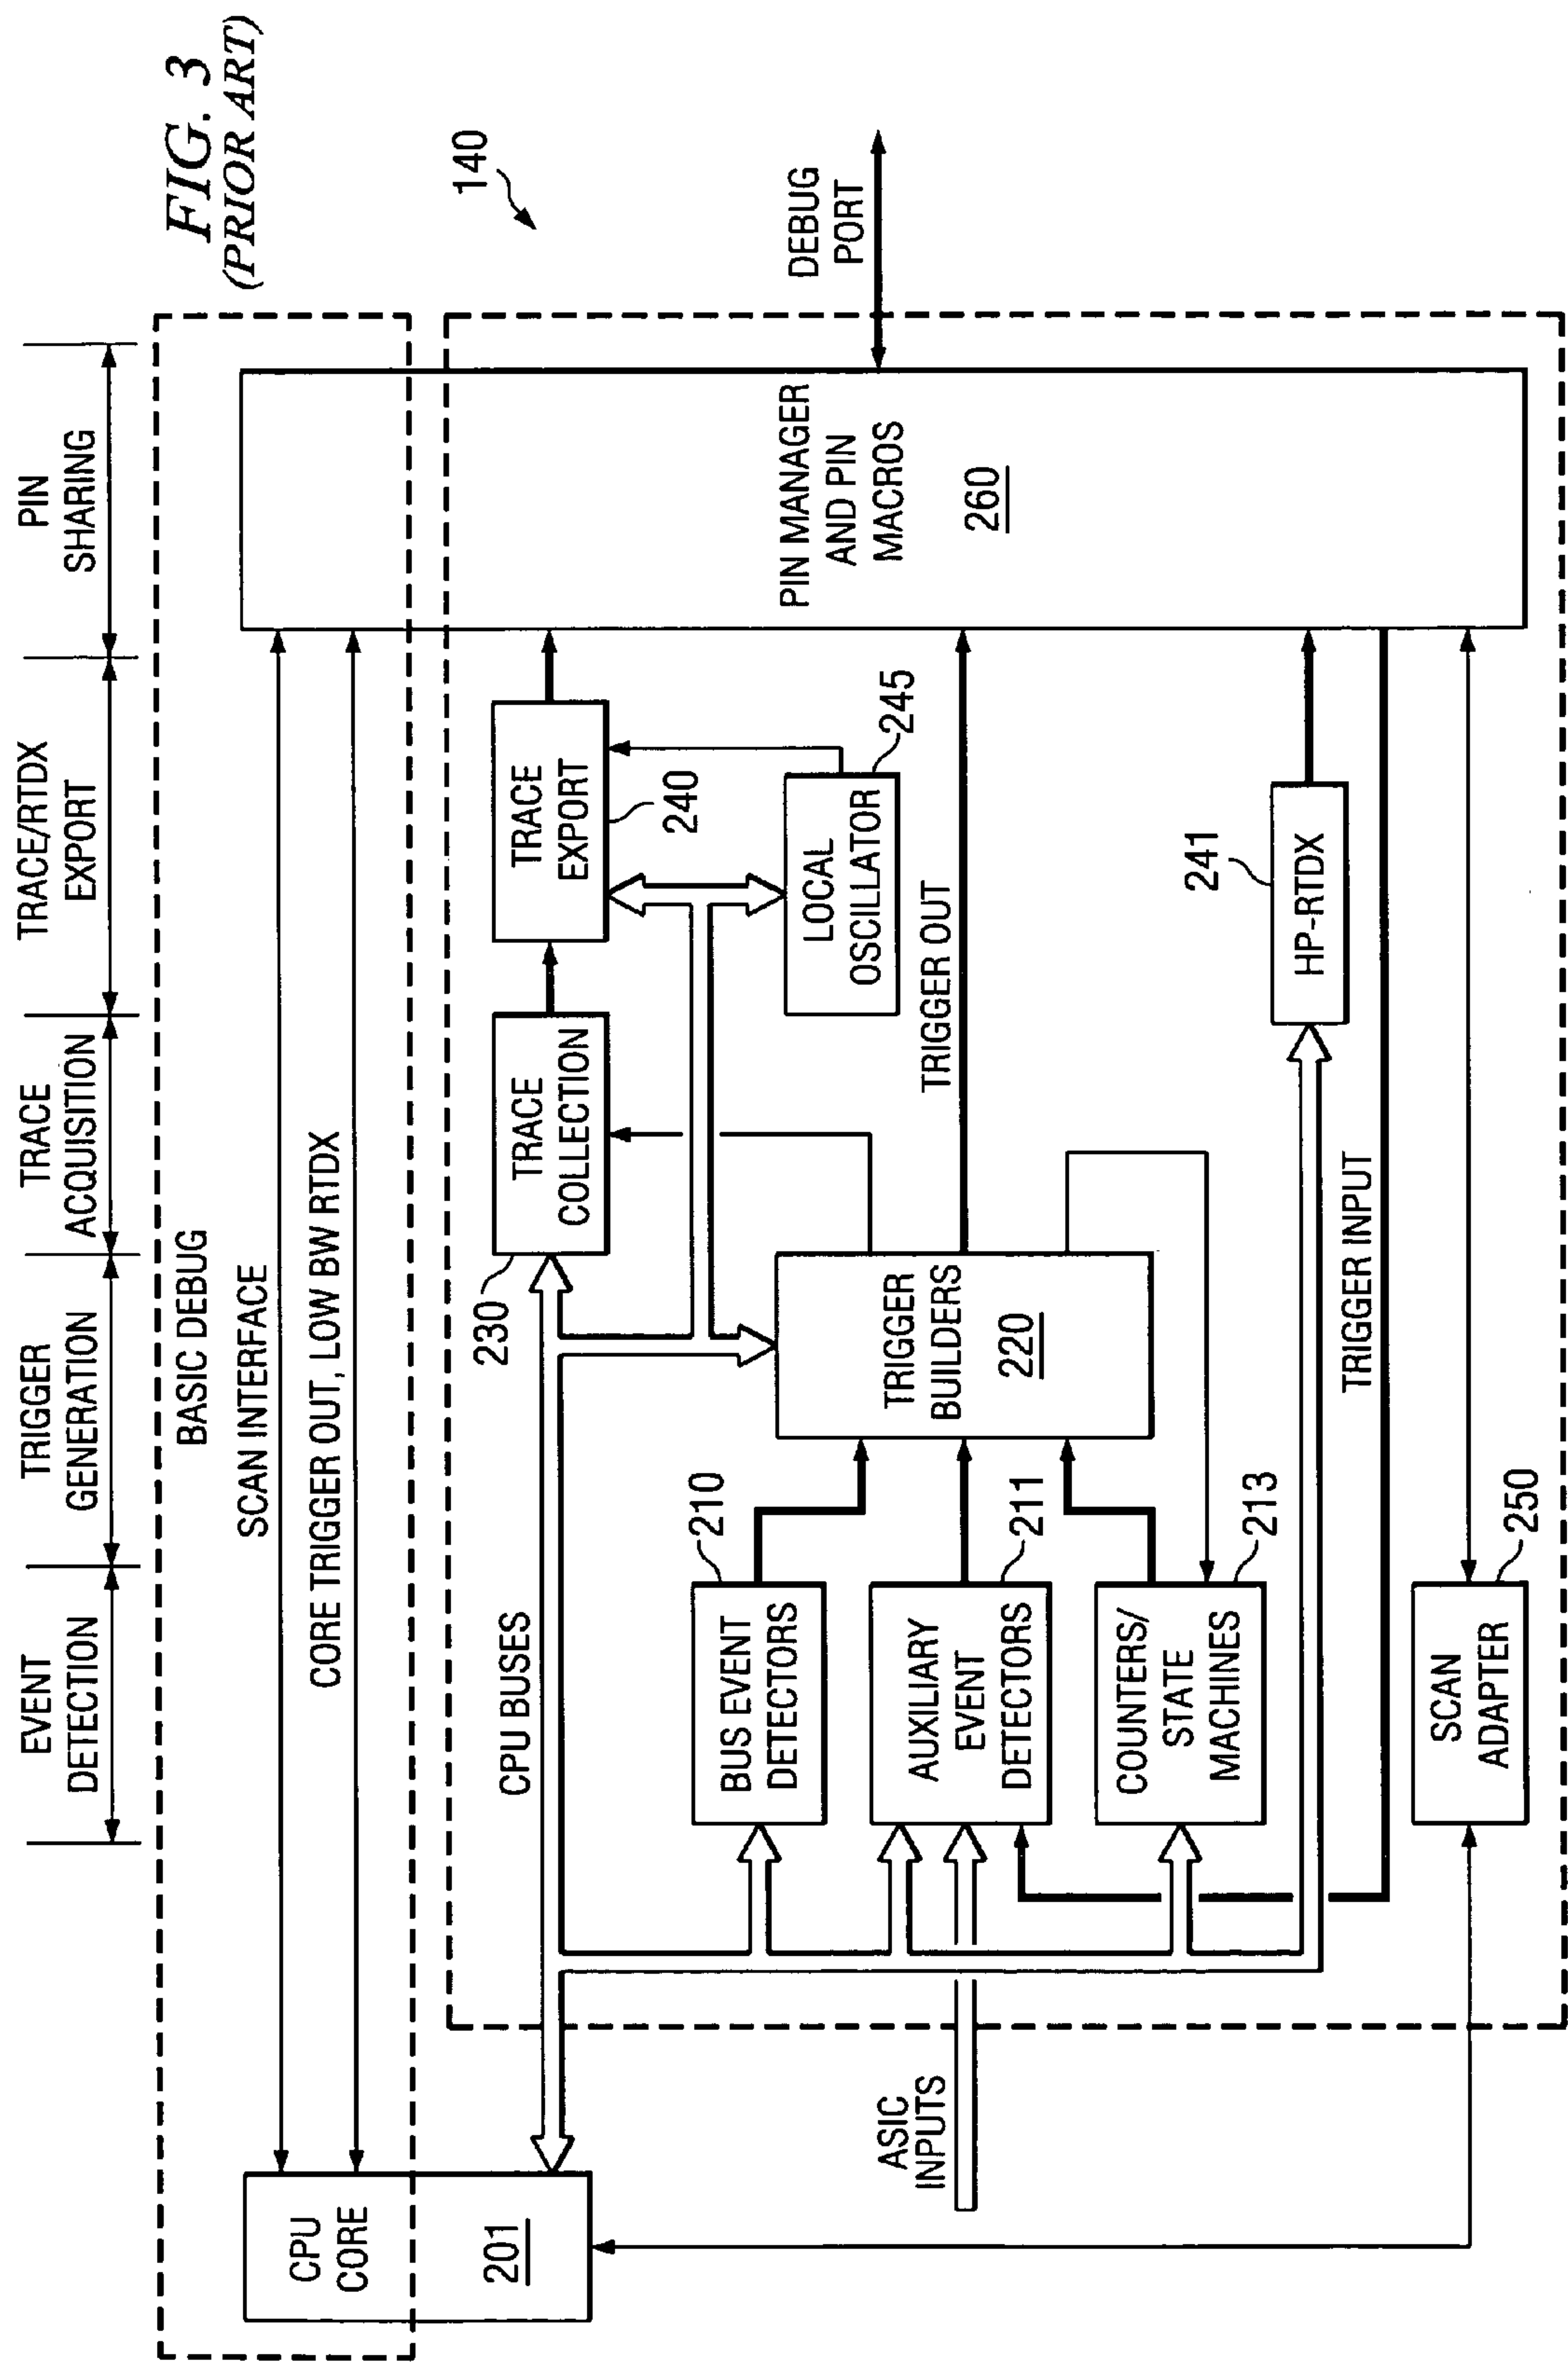 FIG. 3
(PRIOR ART)
EVENT
DETECTION
TRIGGER
GENERATION
TRACE
ACQUISITION
TRACE/RTDX
EXPORT
PIN
SHARING
BASIC DEBUG
SCAN INTERFACE
CORE TRIGGER OUT, LOW BW RTDX
140
CPU
CORE
201
CPU BUSES
230
TRACE
COLLECTION
TRACE
EXPORT
240
LOCAL
OSCILLATOR
245
210
BUS EVENT
DETECTORS
TRIGGER
BUILDERS
220
TRIGGER OUT
PIN MANAGER
AND PIN
MACROS
260
DEBUG
PORT
ASIC
INPUTS
AUXILIARY
EVENT
DETECTORS
211
COUNTERS/
STATE
MACHINES
213
241
HP-RTDX
TRIGGER INPUT
SCAN
ADAPTER
250